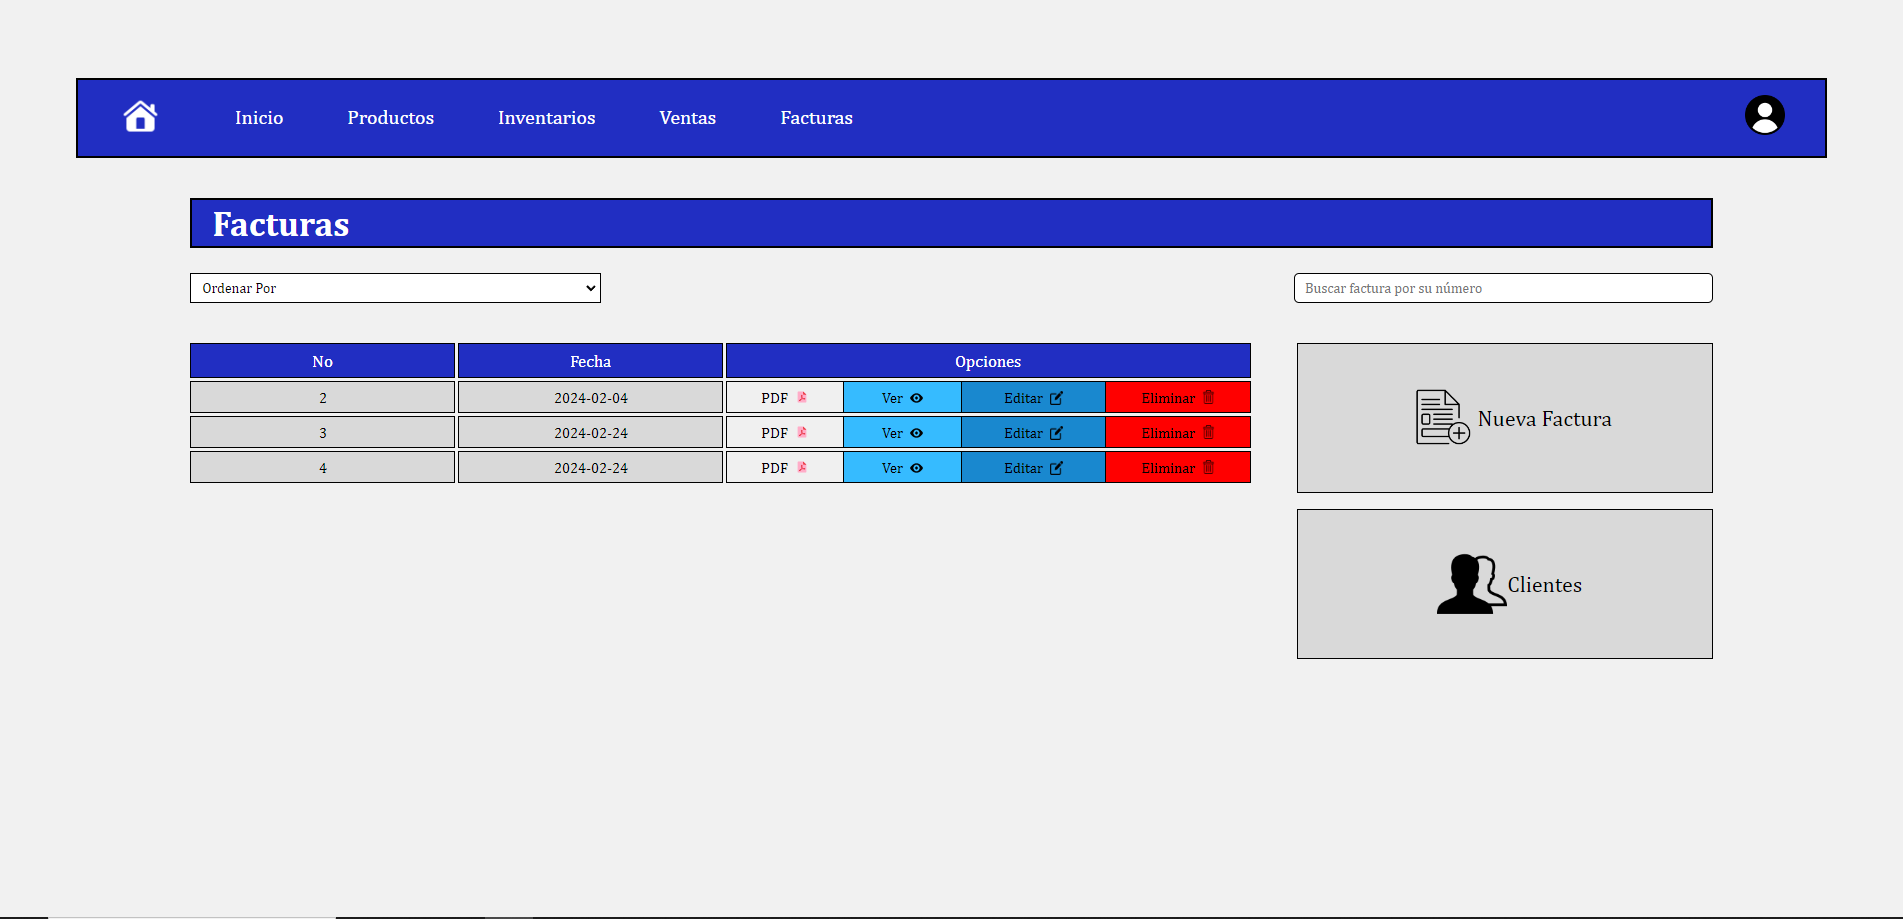 Inicio Productos Inventarios Ventas Facturas
Facturas
Ordenar Por
Buscar factura por su número
No Fecha Opciones
2 2024-02-04 PDF Ver Editar Eliminar
3 2024-02-24 PDF Ver Editar Eliminar
4 2024-02-24 PDF Ver Editar Eliminar
Nueva Factura
Clientes